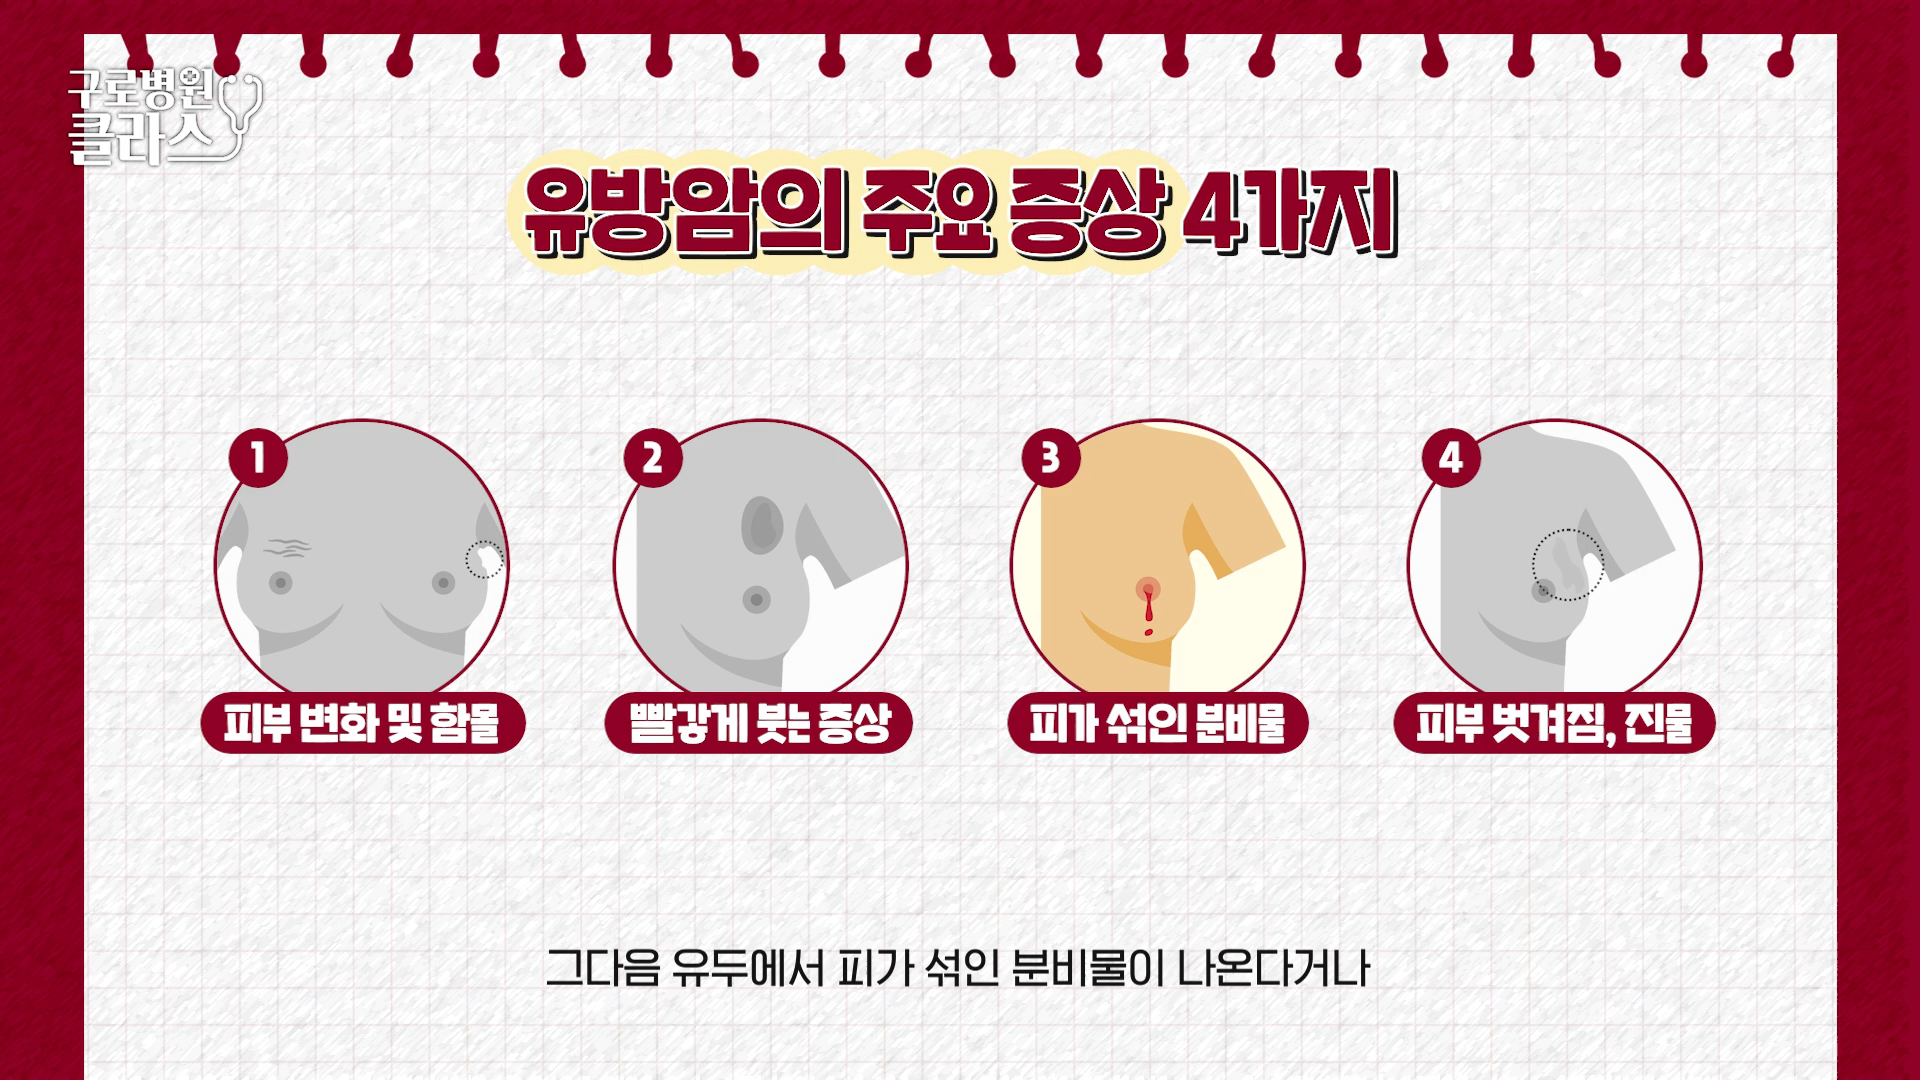 구로병원
클라스
유방암의 주요 증상 4가지
1
2
3
4
피부 변화 및 함몰
빨갛게 붓는 증상
피가 섞인 분비물
피부 벗겨짐, 진물
그다음 유두에서 피가 섞인 분비물이 나온다거나